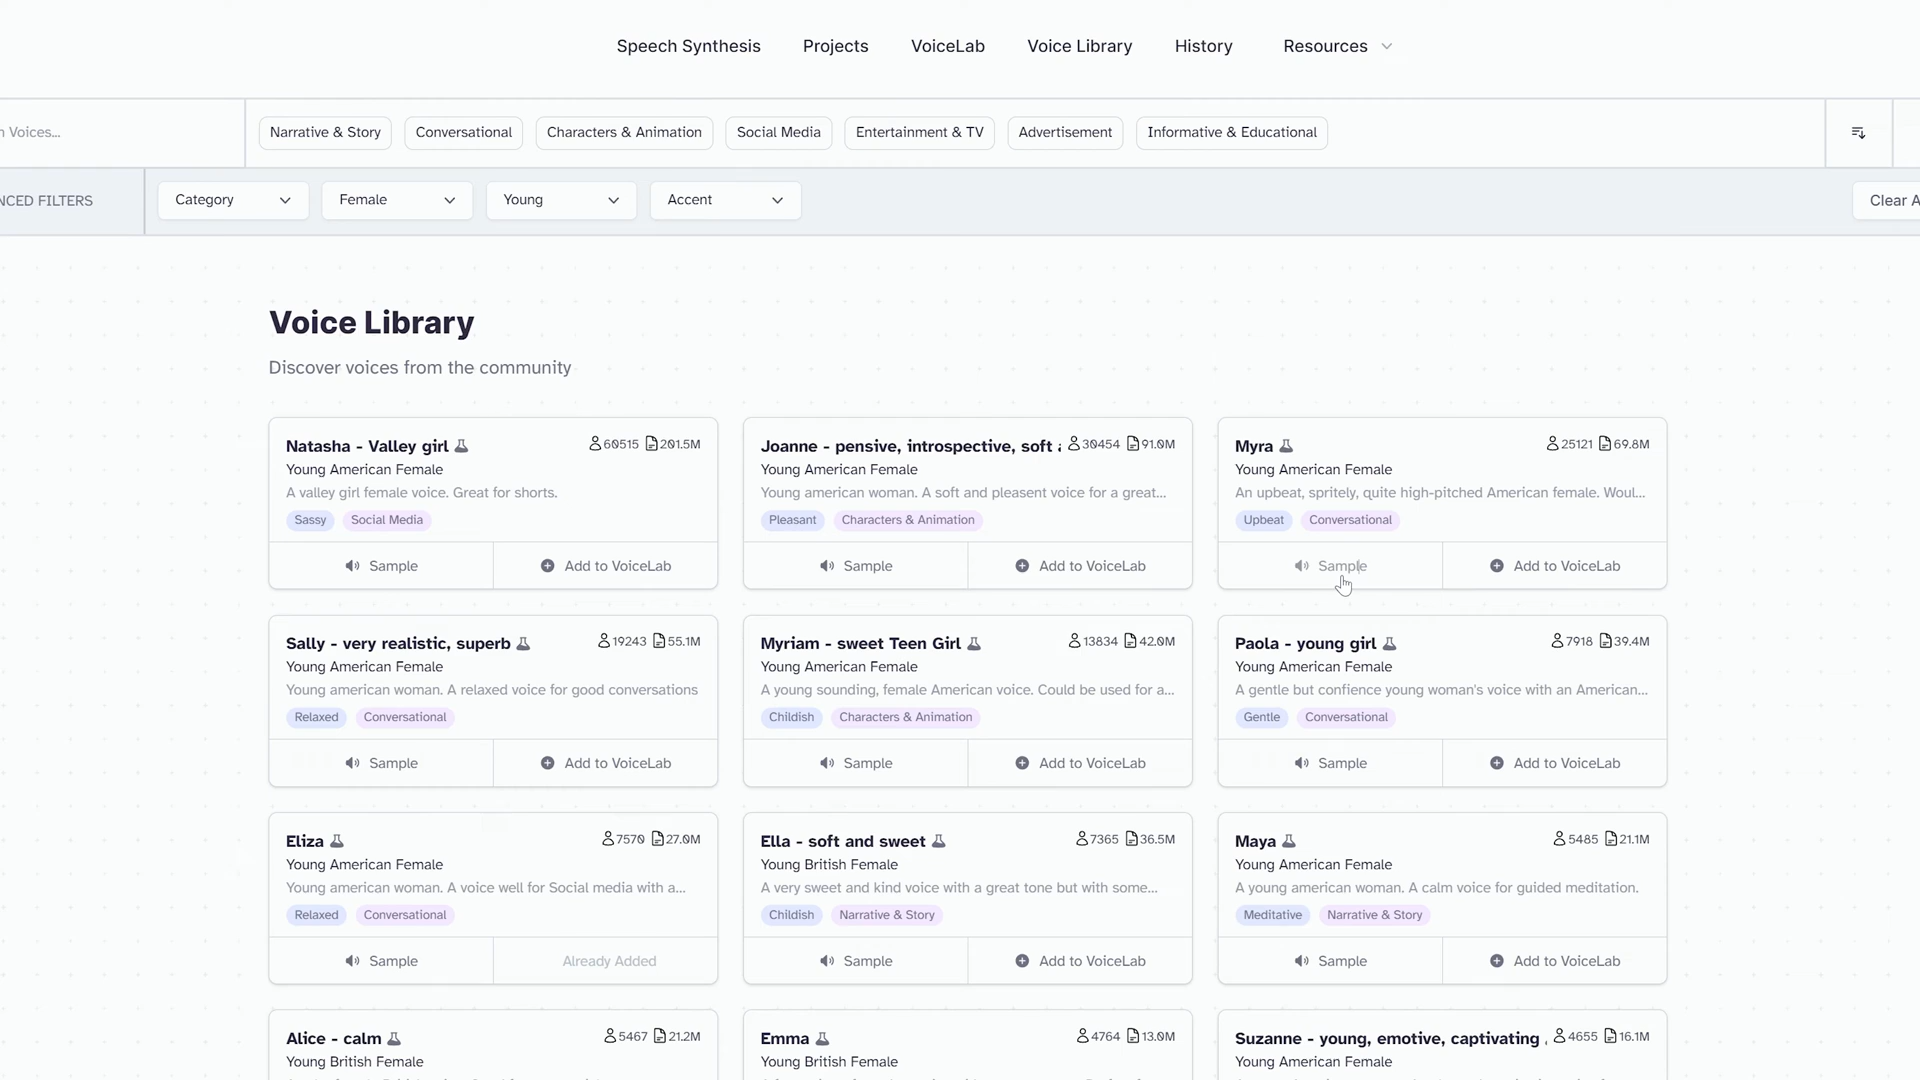 Speech Synthesis Projects VoiceLab Voice Library History Resources
Voices...
Narrative & Story Conversational Characters & Animation Social Media Entertainment & TV Advertisement Informative & Educational
NCED FILTERS Category Female Young Accent Clear A
Voice Library
Discover voices from the community
Natasha - Valley girl 60515 201.5M
Young American Female
A valley girl female voice. Great for shorts.
Sassy Social Media
Sample Add to VoiceLab
Joanne - pensive, introspective, soft 30454 91.0M
Young American Female
Young american woman. A soft and pleasent voice for a great...
Pleasant Characters & Animation
Sample Add to VoiceLab
Myra 25121 69.8M
Young American Female
An upbeat, spritely, quite high-pitched American female. Woul...
Upbeat Conversational
Sample Add to VoiceLab
Sally - very realistic, superb 19243 55.1M
Young American Female
Young american woman. A relaxed voice for good conversations
Relaxed Conversational
Sample Add to VoiceLab
Myriam - sweet Teen Girl 13834 42.0M
Young American Female
A young sounding, female American voice. Could be used for a...
Childish Characters & Animation
Sample Add to VoiceLab
Paola - young girl 7918 39.4M
Young American Female
A gentle but confience young woman's voice with an American...
Gentle Conversational
Sample Add to VoiceLab
Eliza 7570 27.0M
Young American Female
Young american woman. A voice well for Social media with a...
Relaxed Conversational
Sample Already Added
Ella - soft and sweet 7365 36.5M
Young British Female
A very sweet and kind voice with a great tone but with some...
Childish Narrative & Story
Sample Add to VoiceLab
Maya 5485 21.1M
Young American Female
A young american woman. A calm voice for guided meditation.
Meditative Narrative & Story
Sample Add to VoiceLab
Alice - calm 5467 21.2M
Young British Female
Emma 4764 13.0M
Young British Female
Suzanne - young, emotive, captivating 4655 16.1M
Young American Female